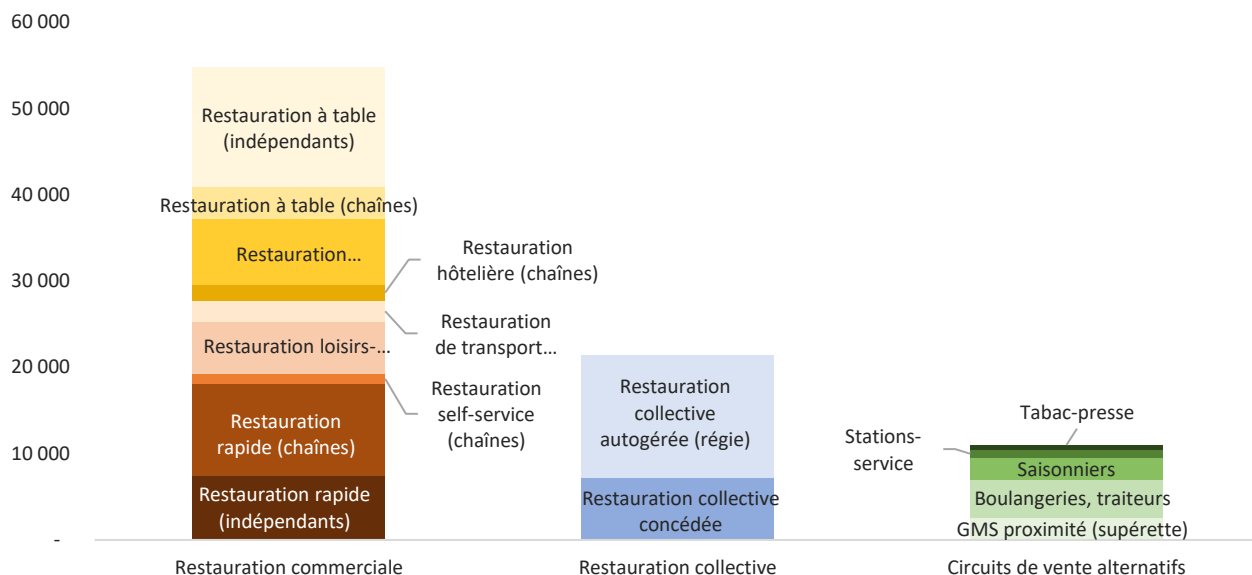 60 000
50 000
40 000
30 000
20 000
10 000
-
Restauration à table
(indépendants)
Restauration à table (chaînes)
Restauration...
Restauration
hôtelière (chaînes)
Restauration
de transport...
Restauration loisirs-...
Restauration
self-service
(chaînes)
Restauration
rapide (chaînes)
Restauration rapide
(indépendants)
Restauration
collective
autogérée (régie)
Restauration collective
concédée
Tabac-presse
Stations-
service
Saisonniers
Boulangeries, traiteurs
GMS proximité (supérette)
Restauration commerciale
Restauration collective
Circuits de vente alternatifs